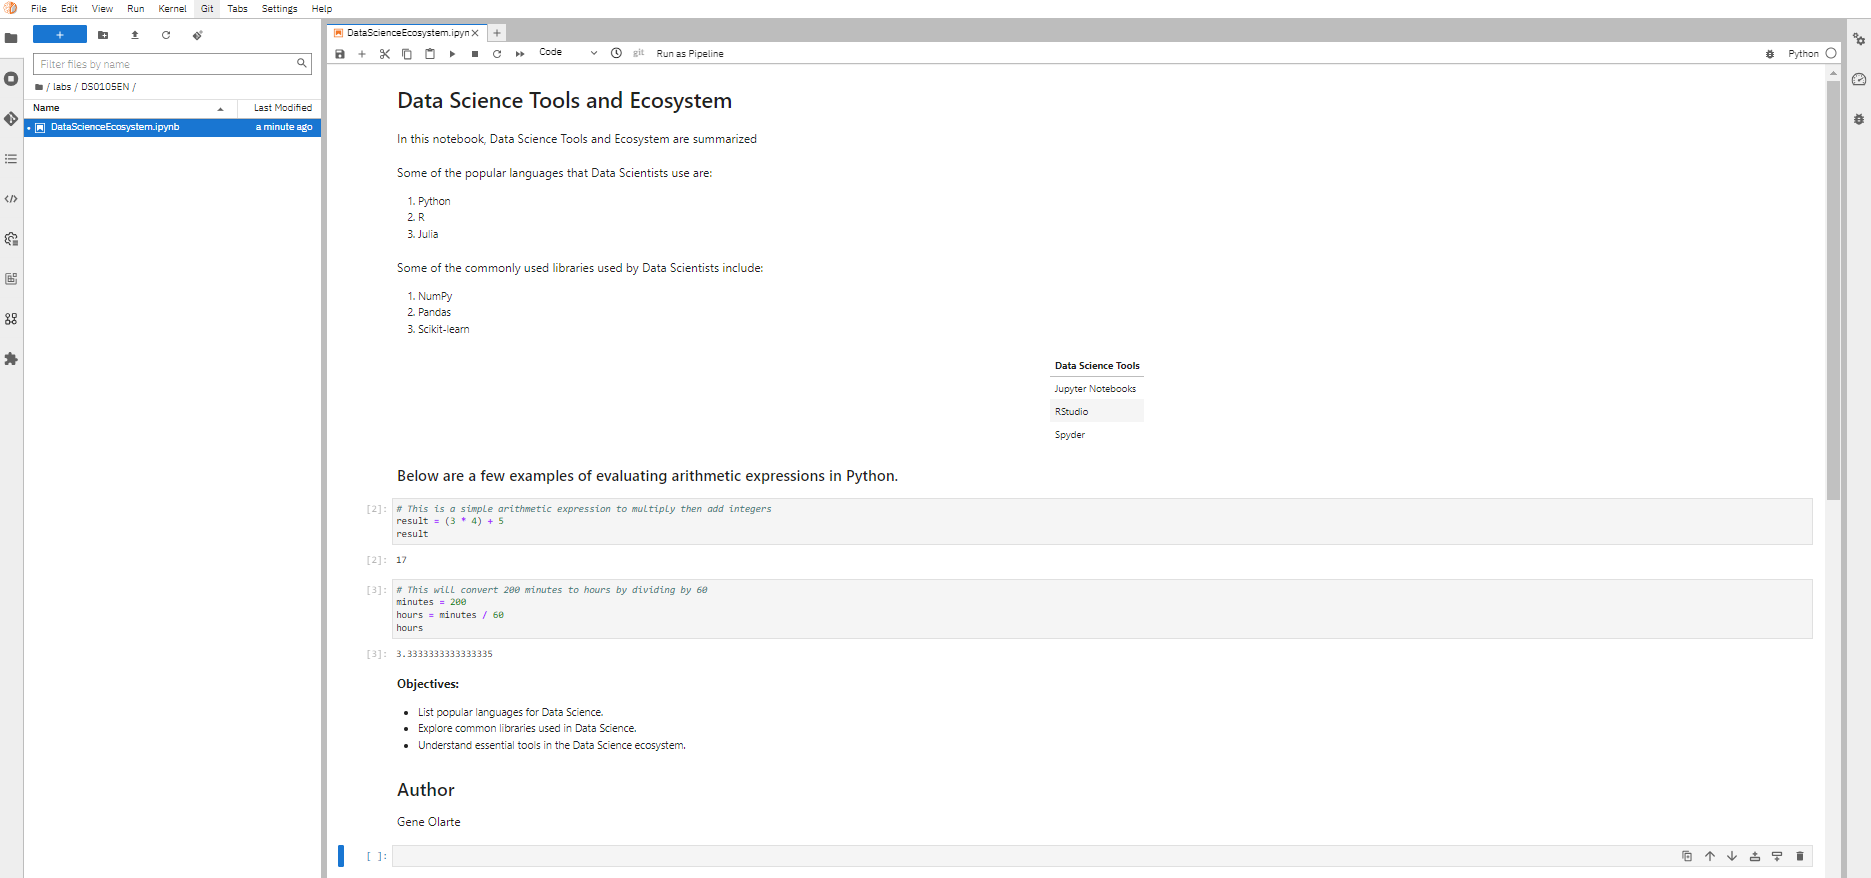 File Edit View Run Kernel Git Tabs Settings Help
Filter files by name
/ labs / DS0105EN /
Name Last Modified
DataScienceEcosystem.ipynb a minute ago
DataScienceEcosystem.ipyn
Code git Run as Pipeline Python
Data Science Tools and Ecosystem
In this notebook, Data Science Tools and Ecosystem are summarized
Some of the popular languages that Data Scientists use are:
1. Python
2. R
3. Julia
Some of the commonly used libraries used by Data Scientists include:
1. NumPy
2. Pandas
3. Scikit-learn
Data Science Tools
Jupyter Notebooks
RStudio
Spyder
Below are a few examples of evaluating arithmetic expressions in Python.
[2]: # This is a simple arithmetic expression to multiply then add integers
result = (3 * 4) + 5
result
[2]: 17
[3]: # This will convert 200 minutes to hours by dividing by 60
minutes = 200
hours = minutes / 60
hours
[3]: 3.3333333333333335
Objectives:
• List popular languages for Data Science.
• Explore common libraries used in Data Science.
• Understand essential tools in the Data Science ecosystem.
Author
Gene Olarte
[ ]: